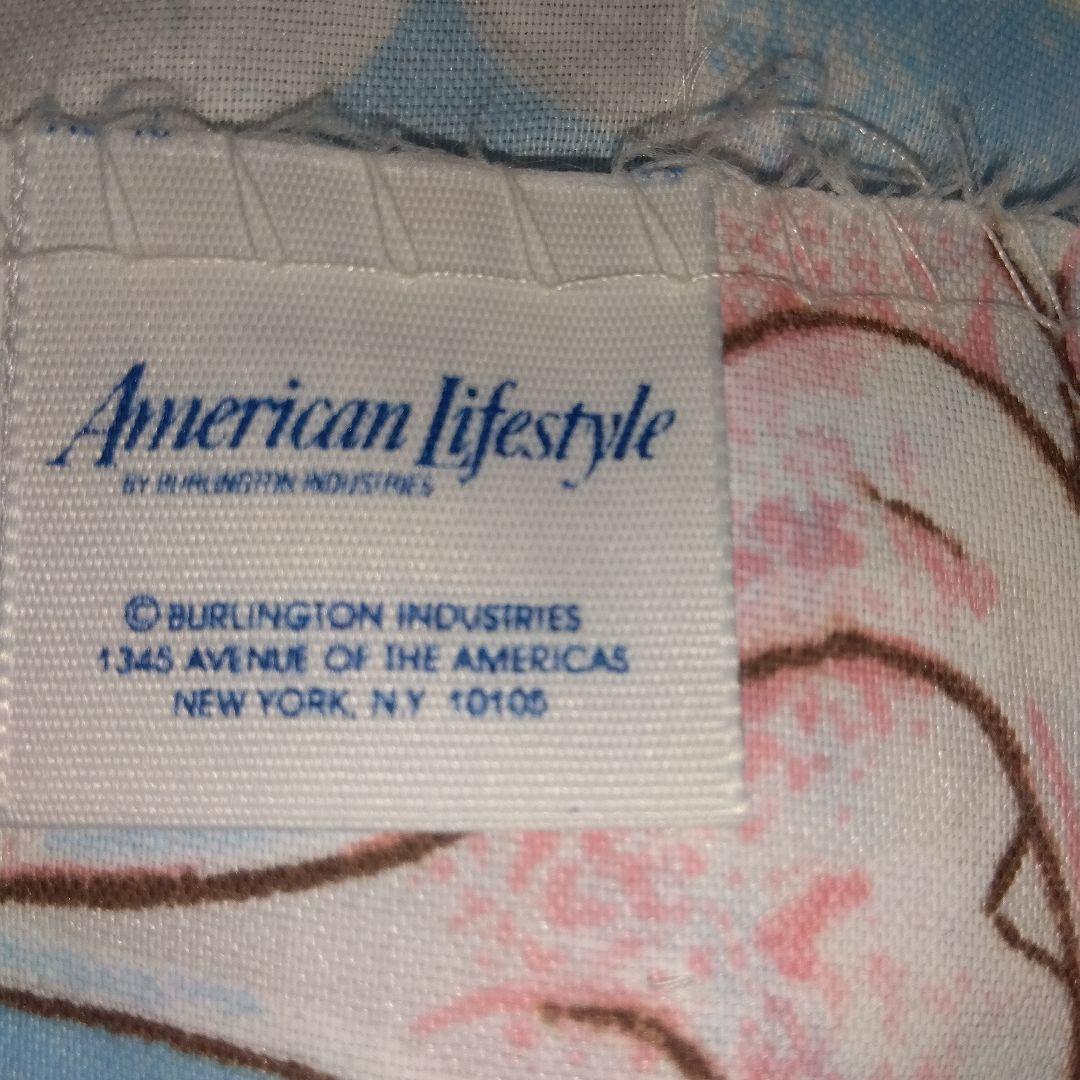 American Lifestyle
BY BURLINGTON INDUSTRIES
© BURLINGTON INDUSTRIES
1345 AVENUE OF THE AMERICAS
NEW YORK, N.Y 10105